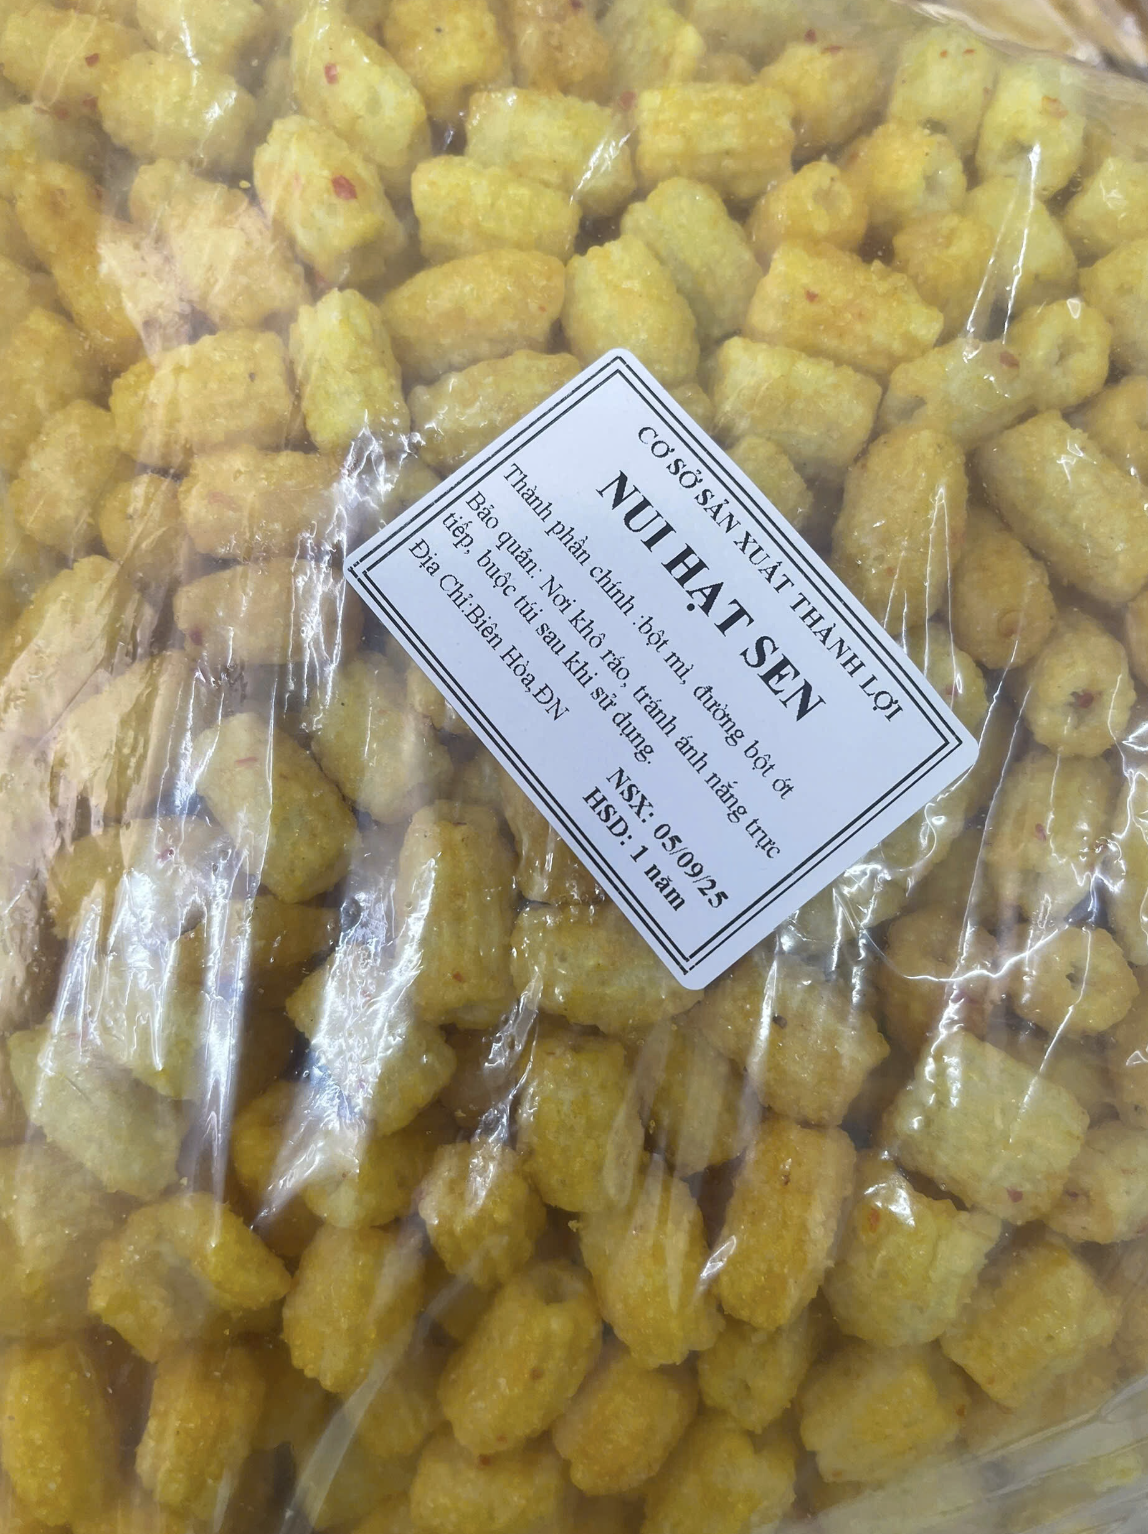 CƠ SỞ SẢN XUẤT THÀNH LỢI
NUI HẠT SEN
Thành phần chính :bột mì, đường bột ớt
Bảo quản: Nơi khô ráo, tránh ánh nắng trực
tiếp, buộc túi sau khi sử dụng.
Địa Chỉ:Biên Hòa,ĐN
NSX: 05/09/25
HSD: 1 năm